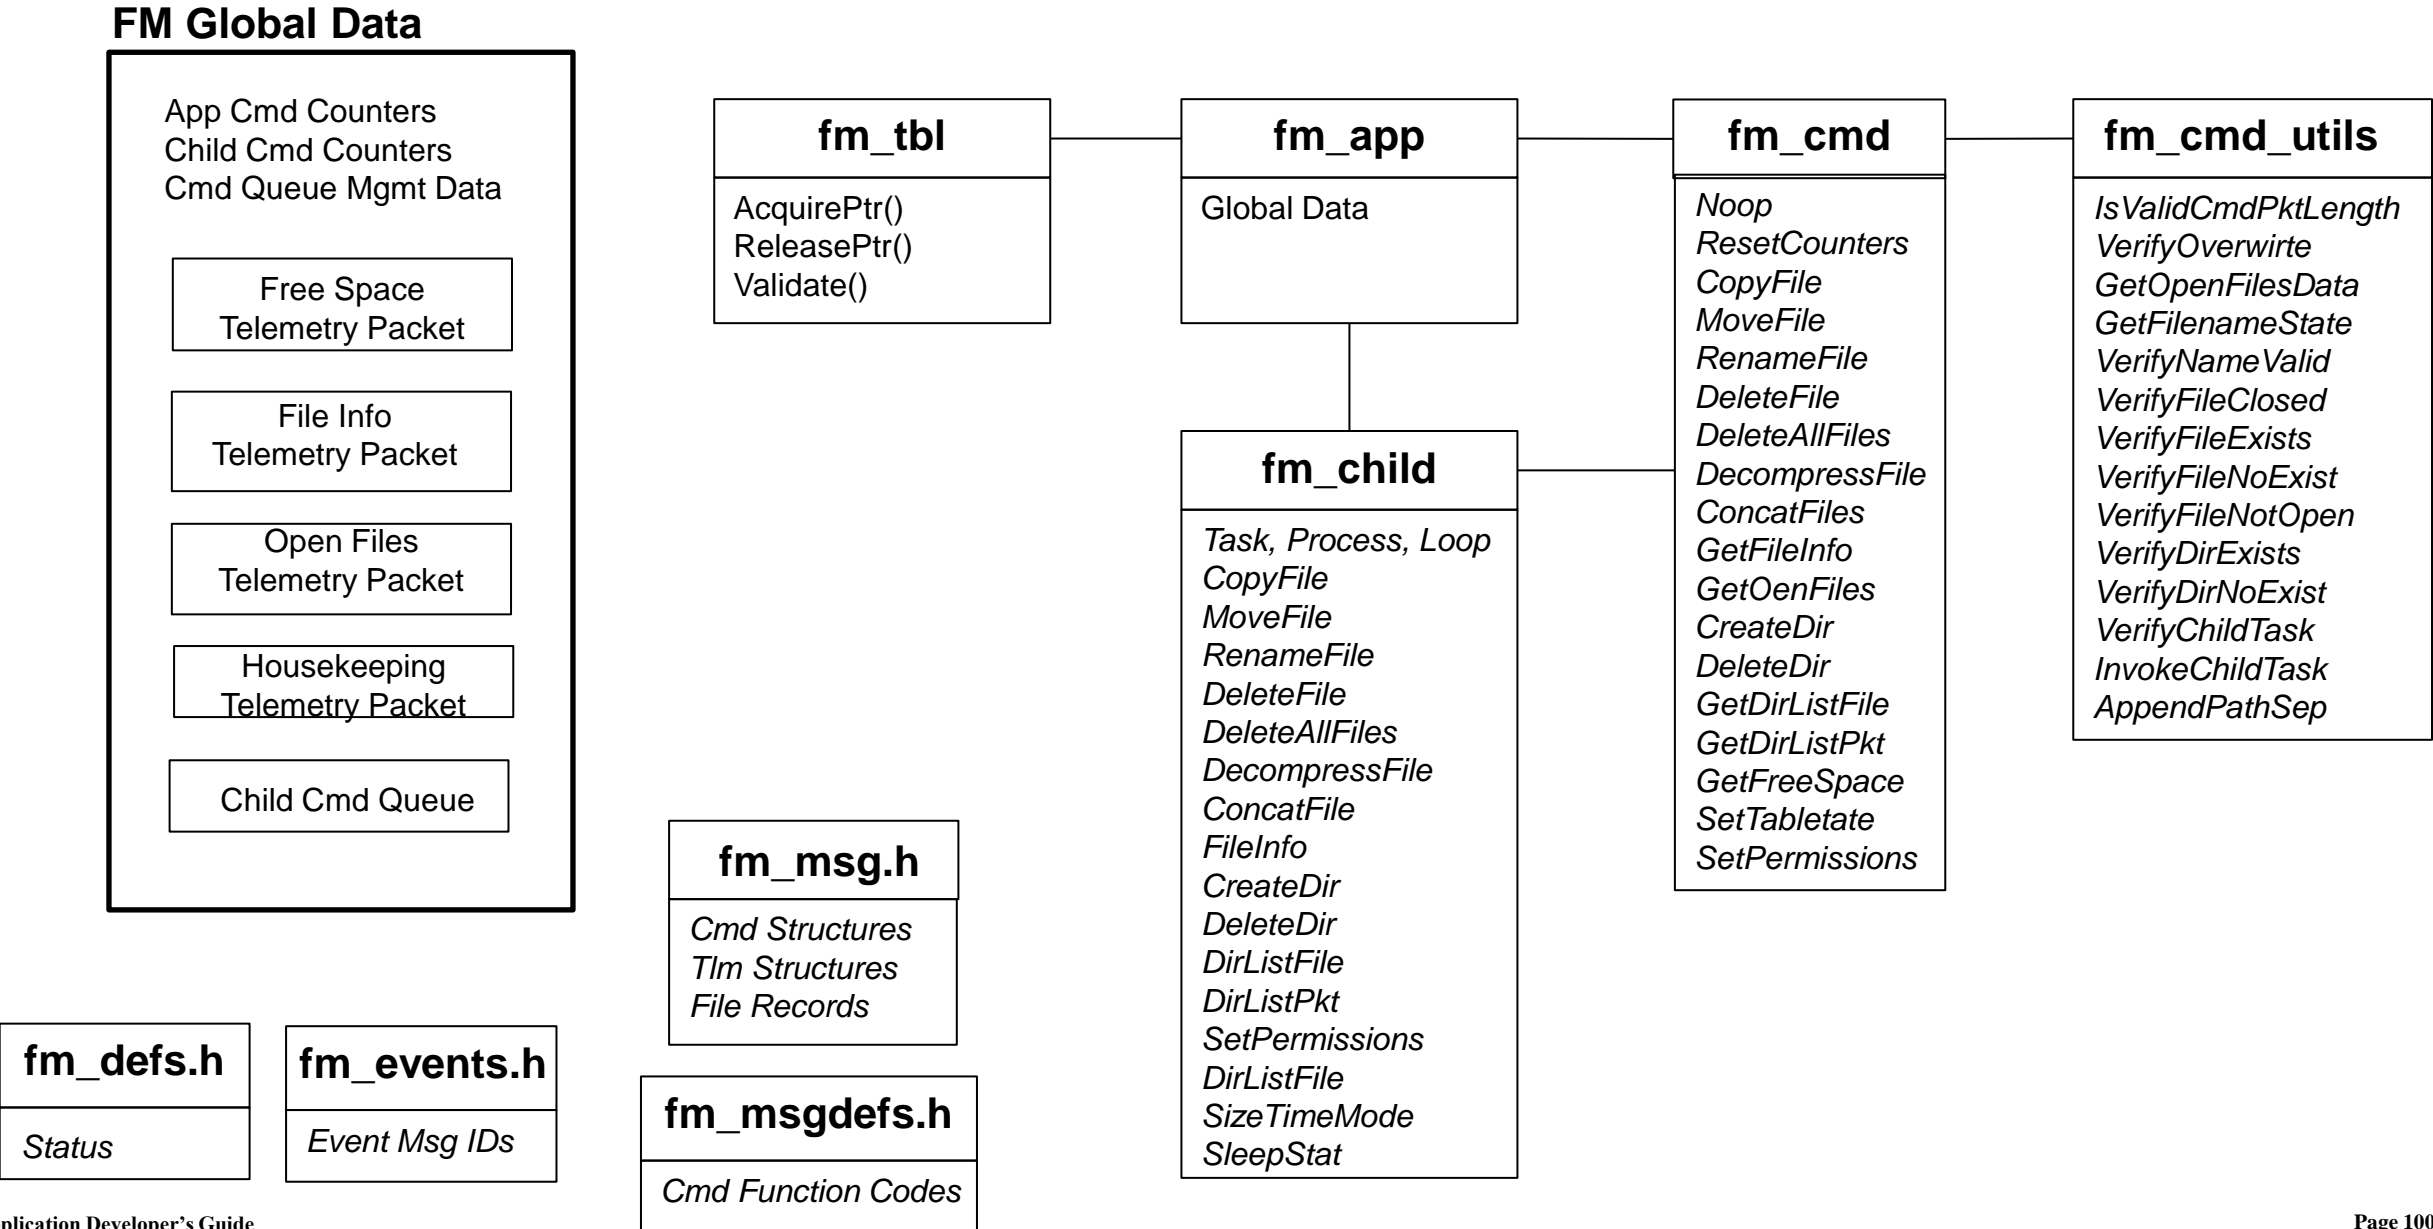 FM Global Data
App Cmd Counters
Child Cmd Counters
Cmd Queue Mgmt Data
Free Space
Telemetry Packet
File Info
Telemetry Packet
Open Files
Telemetry Packet
Housekeeping
Telemetry Packet
Child Cmd Queue
fm_tbl
AcquirePtr()
ReleasePtr()
Validate()
fm_app
Global Data
fm_child
Task, Process, Loop
CopyFile
MoveFile
RenameFile
DeleteFile
DeleteAllFiles
DecompressFile
ConcatFile
FileInfo
CreateDir
DeleteDir
DirListFile
DirListPkt
SetPermissions
DirListFile
SizeTimeMode
SleepStat
fm_cmd
Noop
ResetCounters
CopyFile
MoveFile
RenameFile
DeleteFile
DeleteAllFiles
DecompressFile
ConcatFiles
GetFileInfo
GetOenFiles
CreateDir
DeleteDir
GetDirListFile
GetDirListPkt
GetFreeSpace
SetTabletate
SetPermissions
fm_cmd_utils
IsValidCmdPktLength
VerifyOverwirte
GetOpenFilesData
GetFilenameState
VerifyNameValid
VerifyFileClosed
VerifyFileExists
VerifyFileNoExist
VerifyFileNotOpen
VerifyDirExists
VerifyDirNoExist
VerifyChildTask
InvokeChildTask
AppendPathSep
fm_msg.h
Cmd Structures
Tlm Structures
File Records
fm_defs.h
Status
fm_events.h
Event Msg IDs
fm_msgdefs.h
Cmd Function Codes
plication Developer's Guide
Page 100